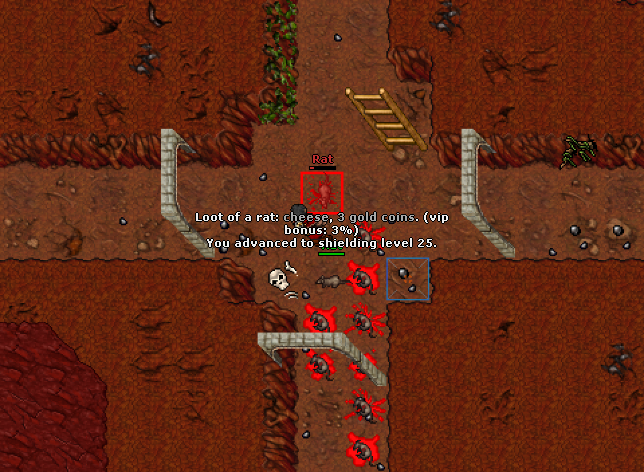 Rat
Loot of a rat: cheese, 3 gold coins. (vip
bonus: 3%)
You advanced to shielding level 25.